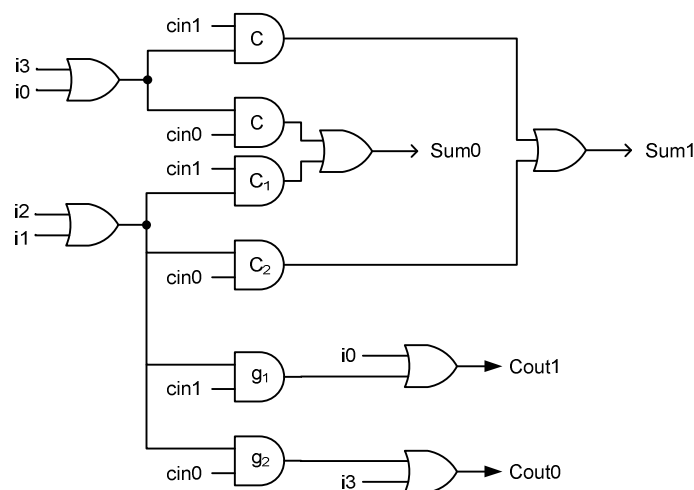 cin1
C
i3
i0
C
cin0
Sum0
Sum1
cin1
C₁
i2
i1
C₂
cin0
i0
g₁
cin1
Cout1
g₂
cin0
i3
Cout0